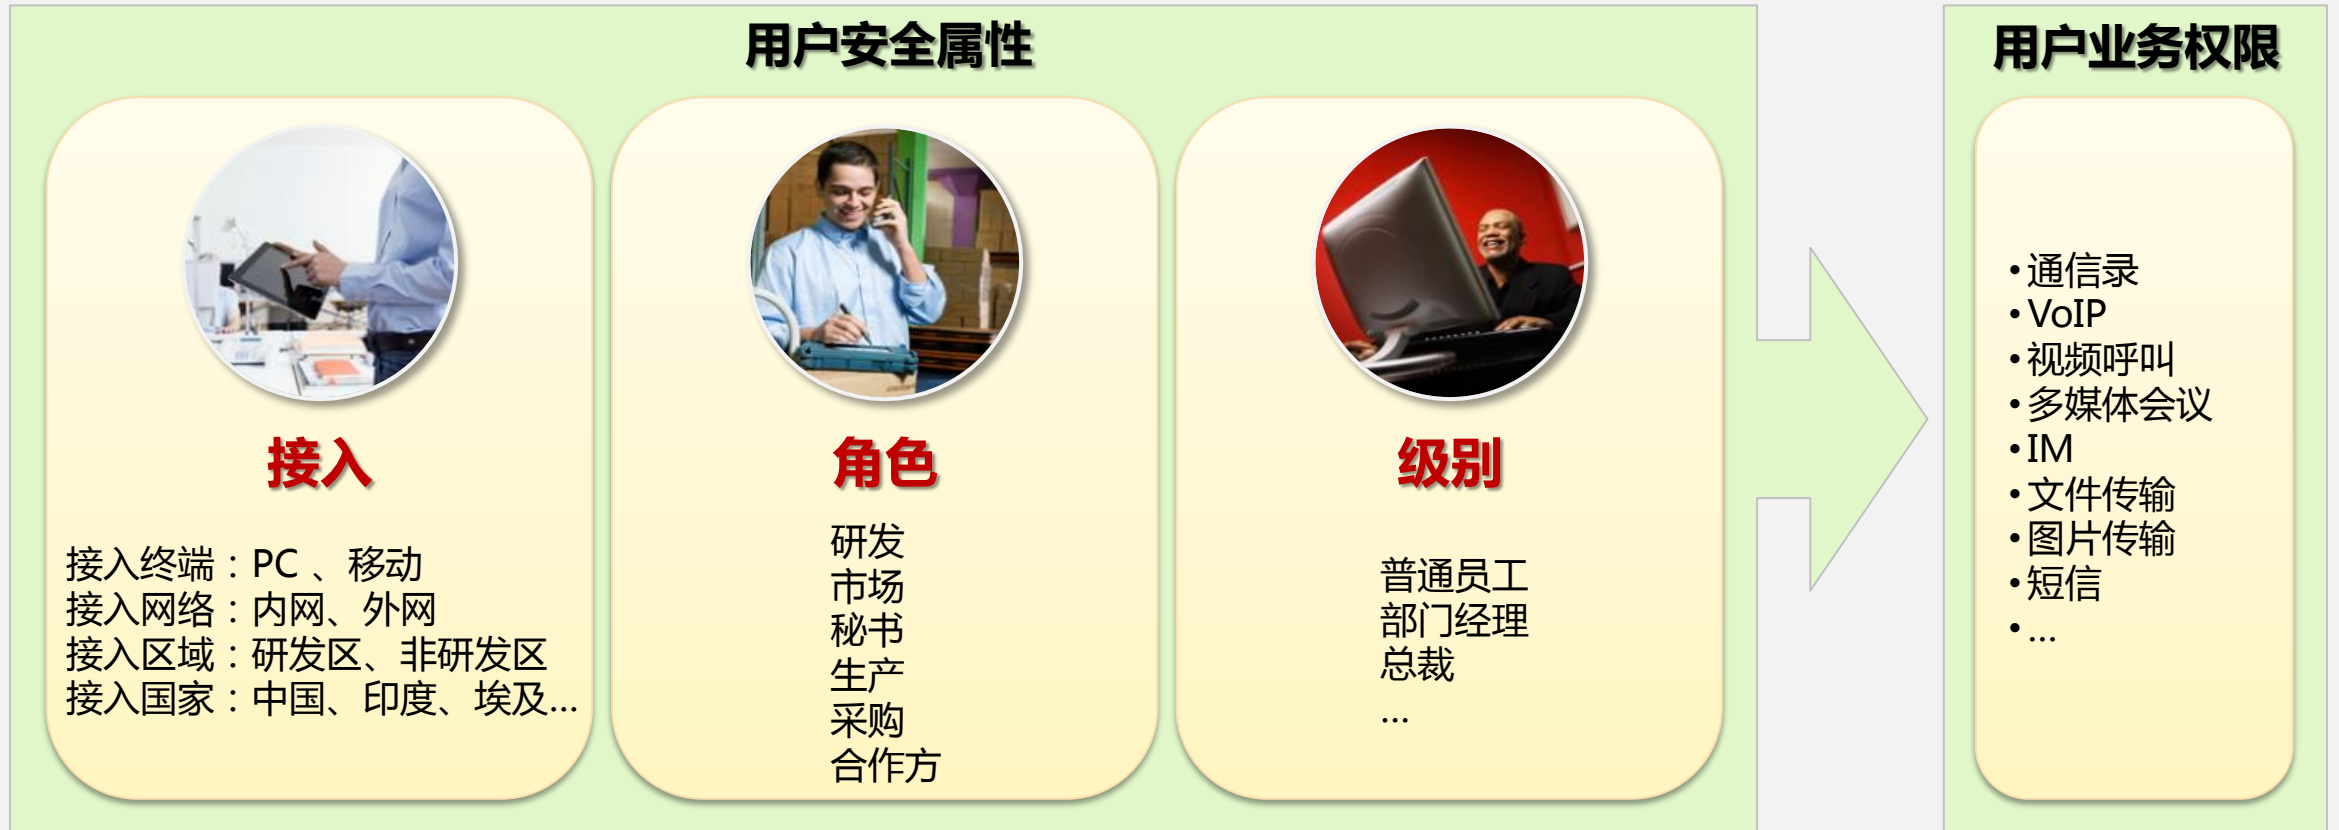 用户安全属性
接入
接入终端：PC 、移动
接入网络：内网、外网
接入区域：研发区、非研发区
接入国家：中国、印度、埃及...
角色
研发
市场
秘书
生产
采购
合作方
级别
普通员工
部门经理
总裁
...
用户业务权限
•通信录
•VoIP
•视频呼叫
•多媒体会议
•IM
•文件传输
•图片传输
•短信
•...